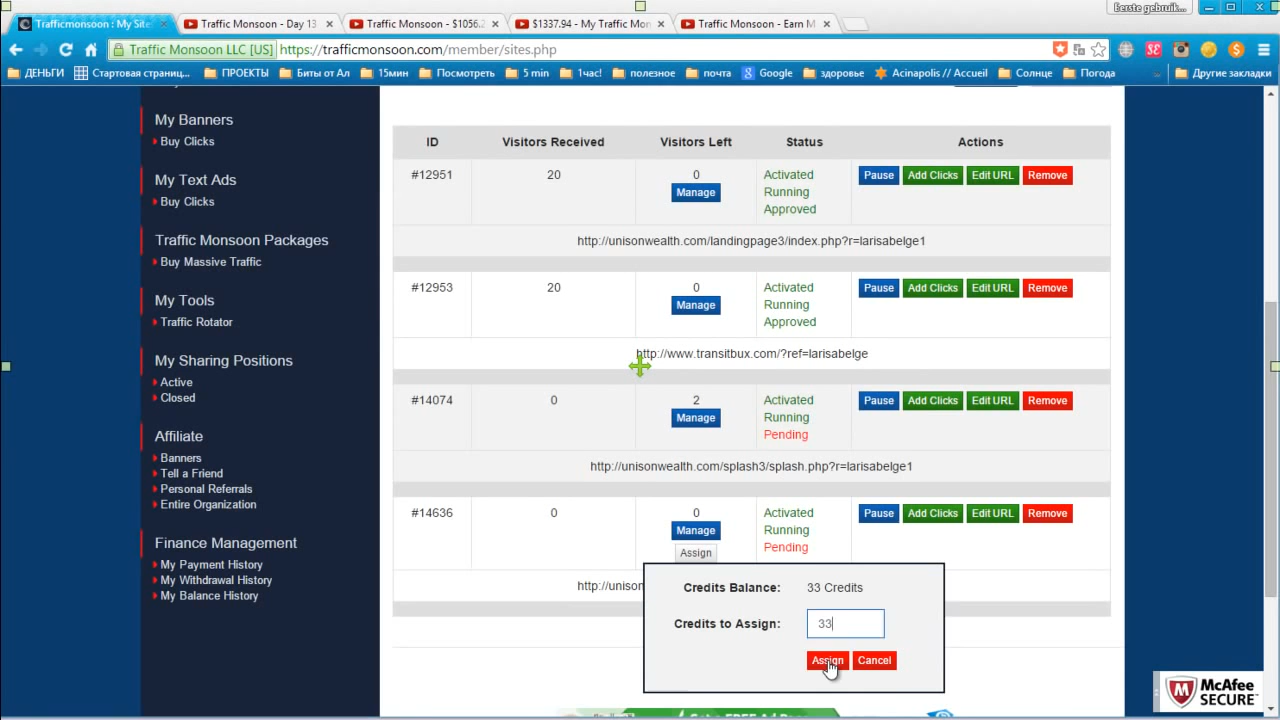 Eerste gebruik...
Trafficmonsoon : My Site
Traffic Monsoon - Day 13
Traffic Monsoon - $1056.2
$1337.94 - My Traffic Mon
Traffic Monsoon - Earn M
Traffic Monsoon LLC [US] https://trafficmonsoon.com/member/sites.php
ДЕНЬГИ Стартовая страниц... ПРОЕКТЫ Биты от Ал 15мин Посмотреть 5 min 1час! полезное почта Google здоровье Acinapolis // Accueil Солнце Погода Другие закладки
My Banners
Buy Clicks
My Text Ads
Buy Clicks
Traffic Monsoon Packages
Buy Massive Traffic
My Tools
Traffic Rotator
My Sharing Positions
Active
Closed
Affiliate
Banners
Tell a Friend
Personal Referrals
Entire Organization
Finance Management
My Payment History
My Withdrawal History
My Balance History
ID Visitors Received Visitors Left Status Actions
#12951 20 0 Activated Pause Add Clicks Edit URL Remove
Manage Running
Approved
http://unisonwealth.com/landingpage3/index.php?r=larisabelge1
#12953 20 0 Activated Pause Add Clicks Edit URL Remove
Manage Running
Approved
http://www.transitbux.com/?ref=larisabelge
#14074 0 2 Activated Pause Add Clicks Edit URL Remove
Manage Running
Pending
http://unisonwealth.com/splash3/splash.php?r=larisabelge1
#14636 0 0 Activated Pause Add Clicks Edit URL Remove
Manage Running
Assign Pending
http://unison
Credits Balance: 33 Credits
Credits to Assign: 33
Assign Cancel
McAfee
SECURE™